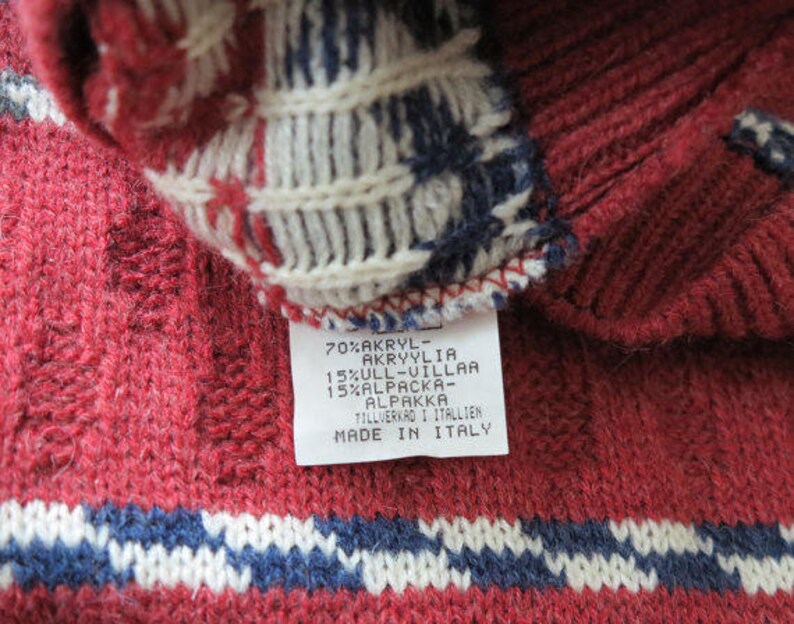 70%AKRYL-
AKRYYLIA
15%ULL-VILLAA
15%ALPACKA-
ALPAKKA
TILLVERKAD I ITALLIEN
MADE IN ITALY